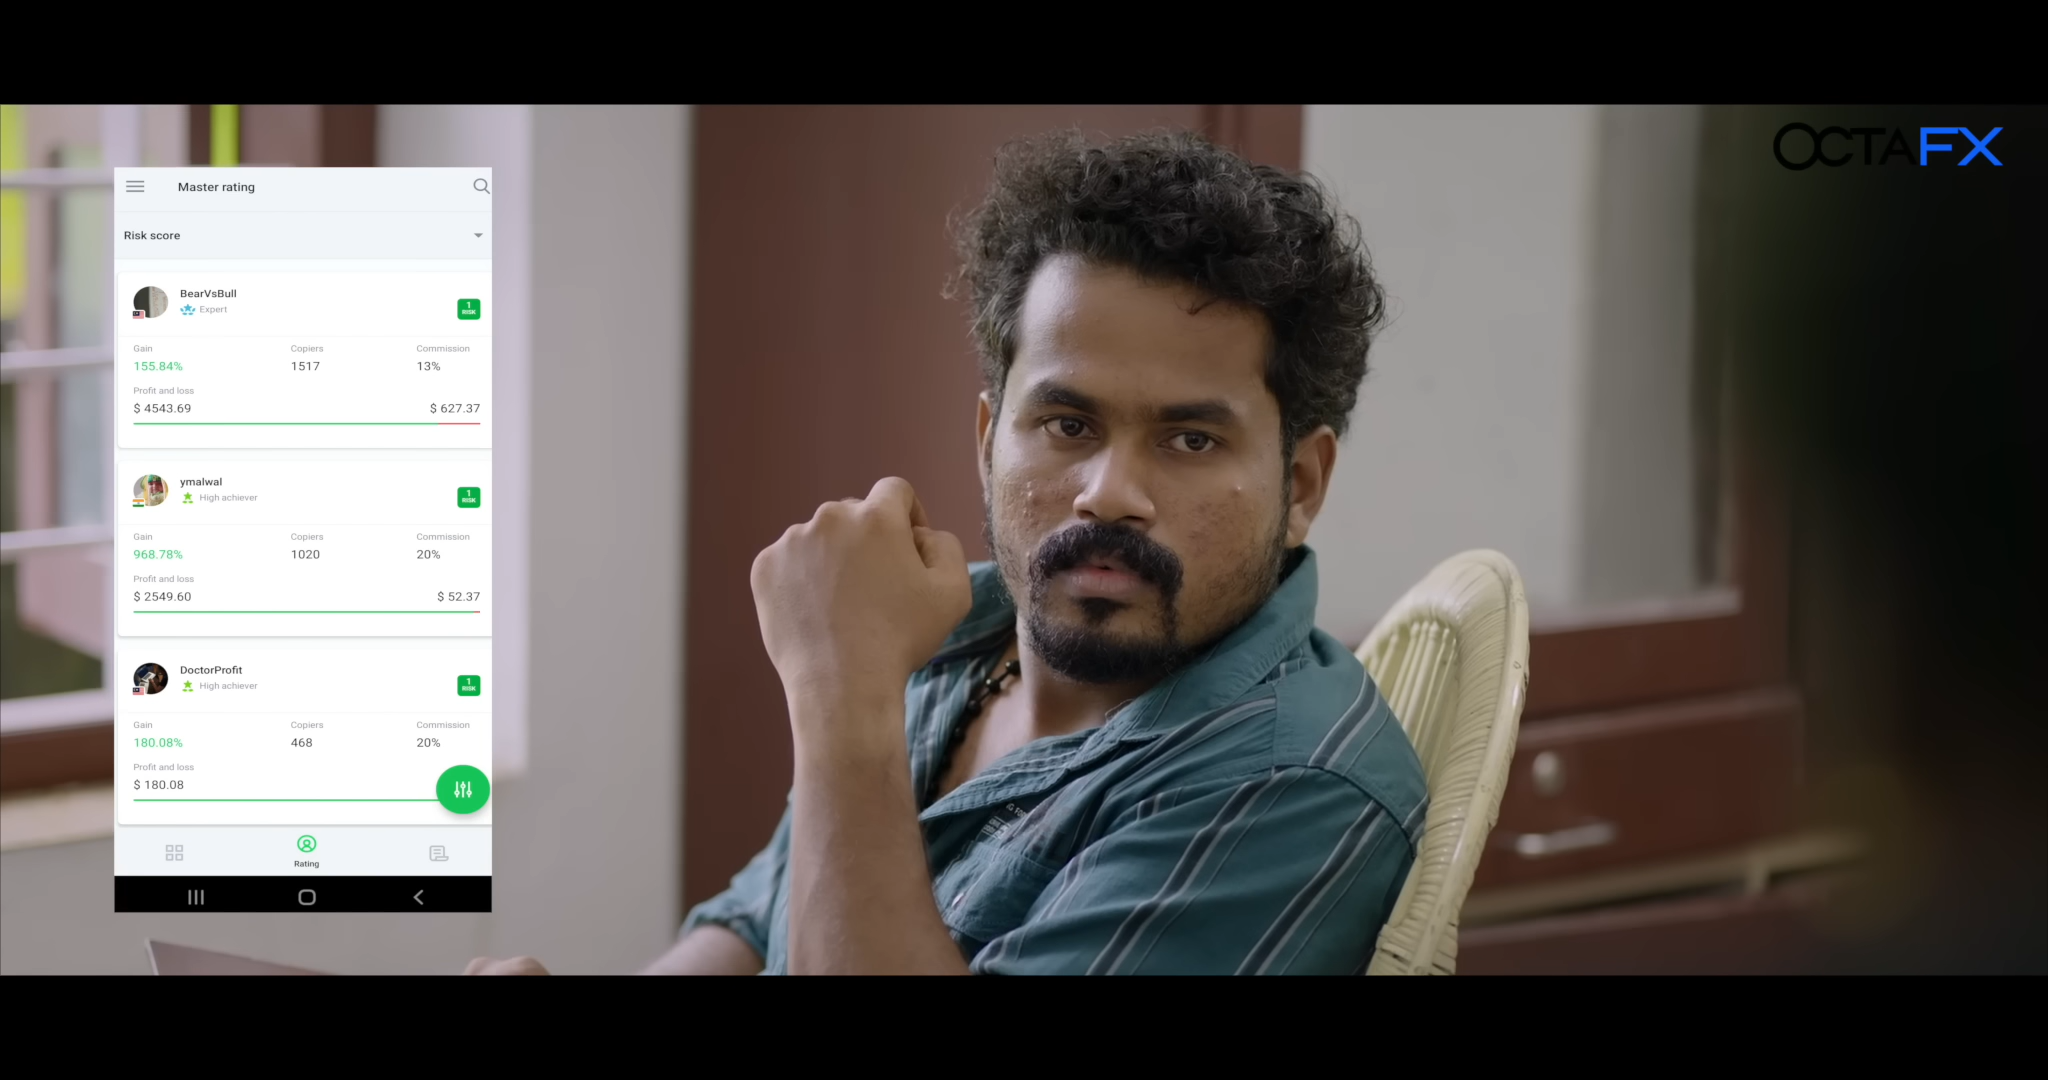 OCTAFX
Master rating
Risk score
BearVsBull
Expert
1
RISK
Gain
Copiers
Commission
155.84%
1517
13%
Profit and loss
$ 4543.69
$ 627.37
ymalwal
High achiever
1
RISK
Gain
Copiers
Commission
968.78%
1020
20%
Profit and loss
$ 2549.60
$ 52.37
DoctorProfit
High achiever
1
RISK
Gain
Copiers
Commission
180.08%
468
20%
Profit and loss
$ 180.08
Rating